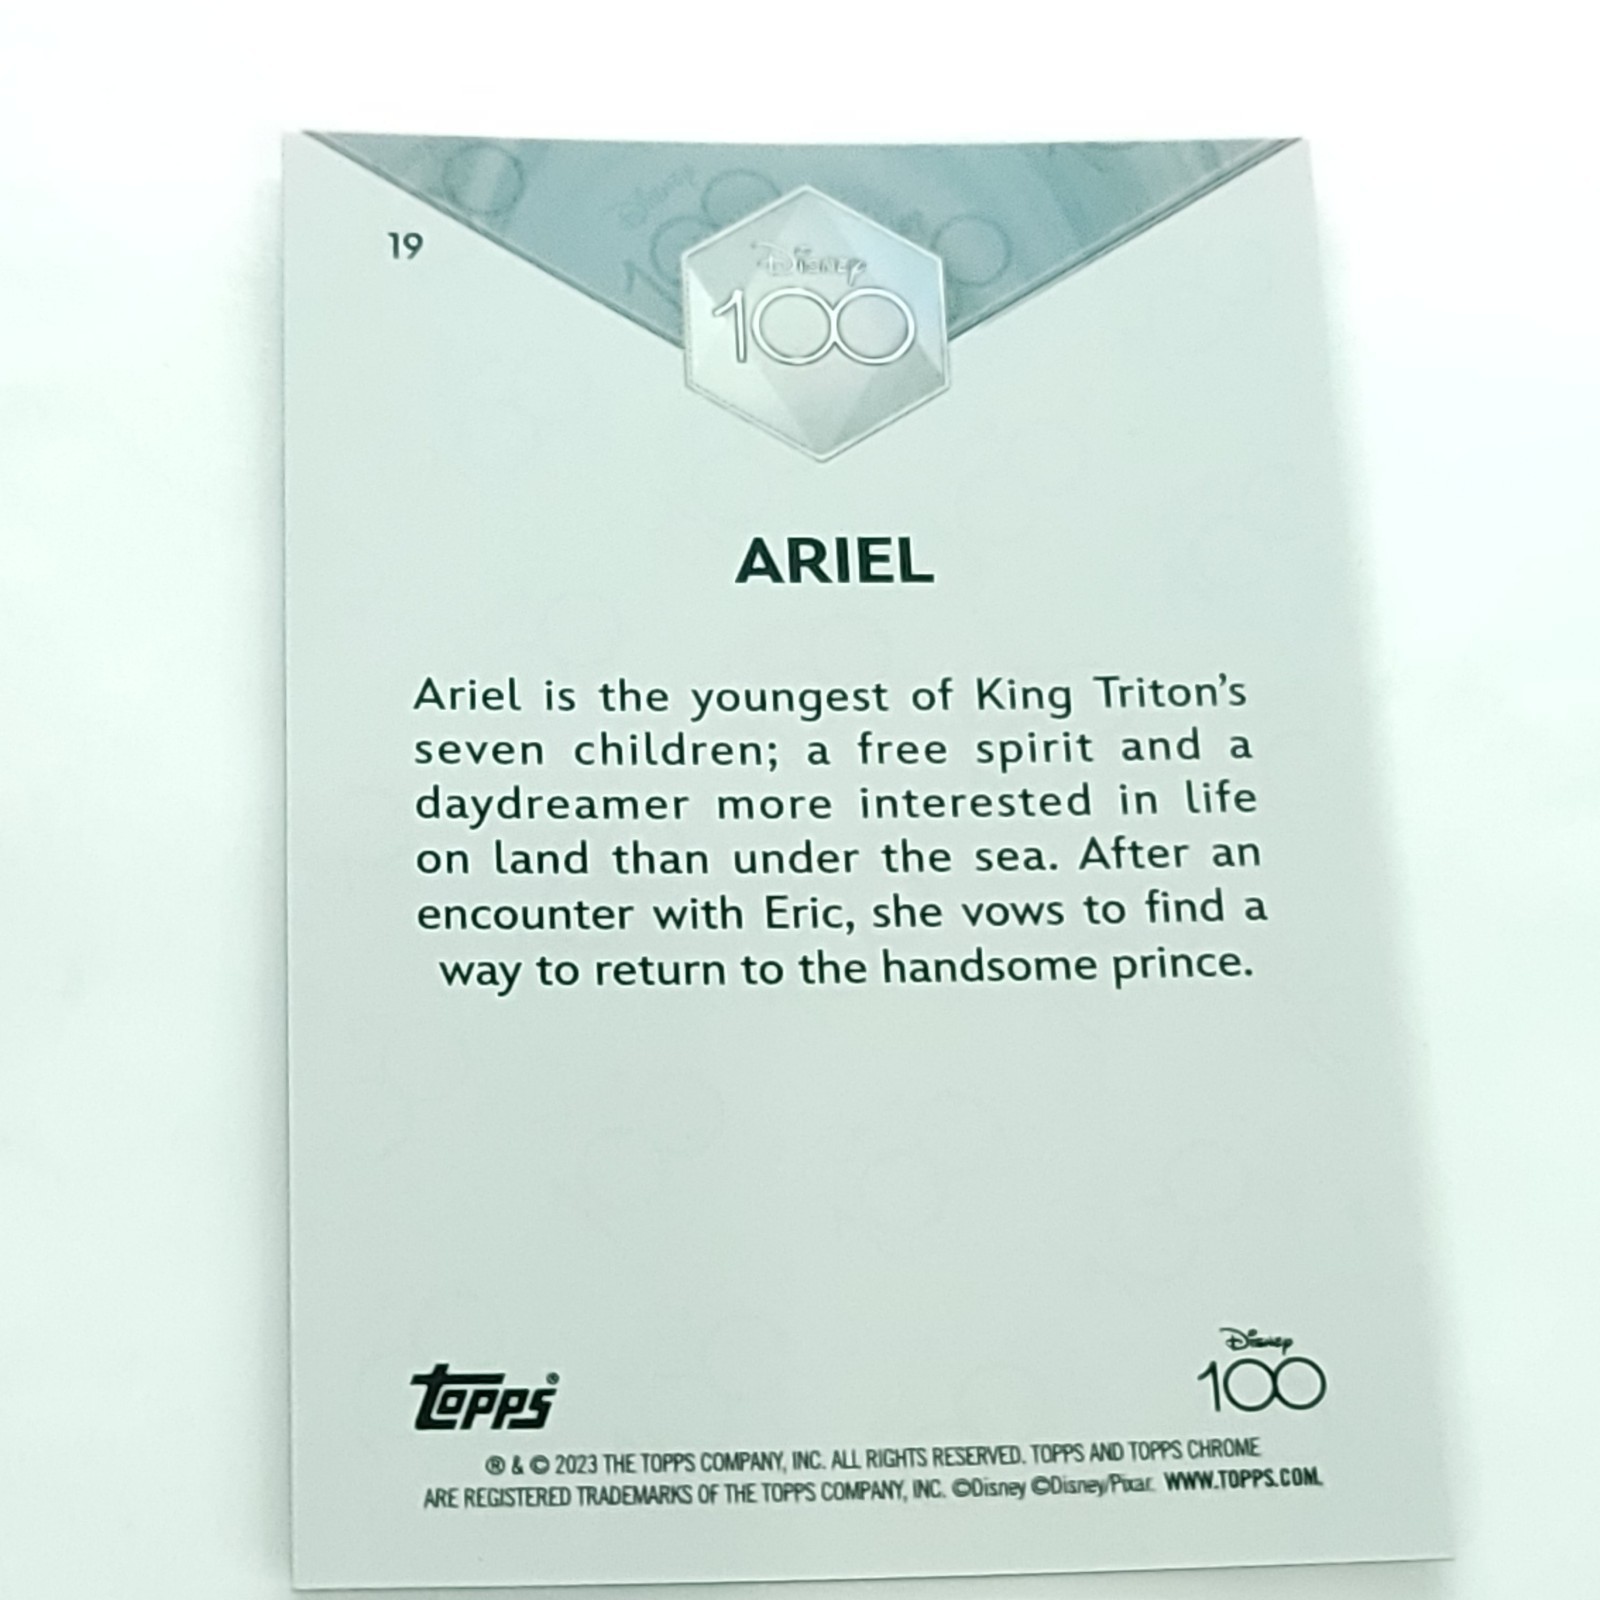 19
Disney
100
ARIEL
Ariel is the youngest of King Triton's
seven children; a free spirit and a
daydreamer more interested in life
on land than under the sea. After an
encounter with Eric, she vows to find a
way to return to the handsome prince.
topps®
Disney
100
® & © 2023 THE TOPPS COMPANY, INC. ALL RIGHTS RESERVED. TOPPS AND TOPPS CHROME
ARE REGISTERED TRADEMARKS OF THE TOPPS COMPANY, INC. ©Disney ©Disney/Pixar. WWW.TOPPS.COM.